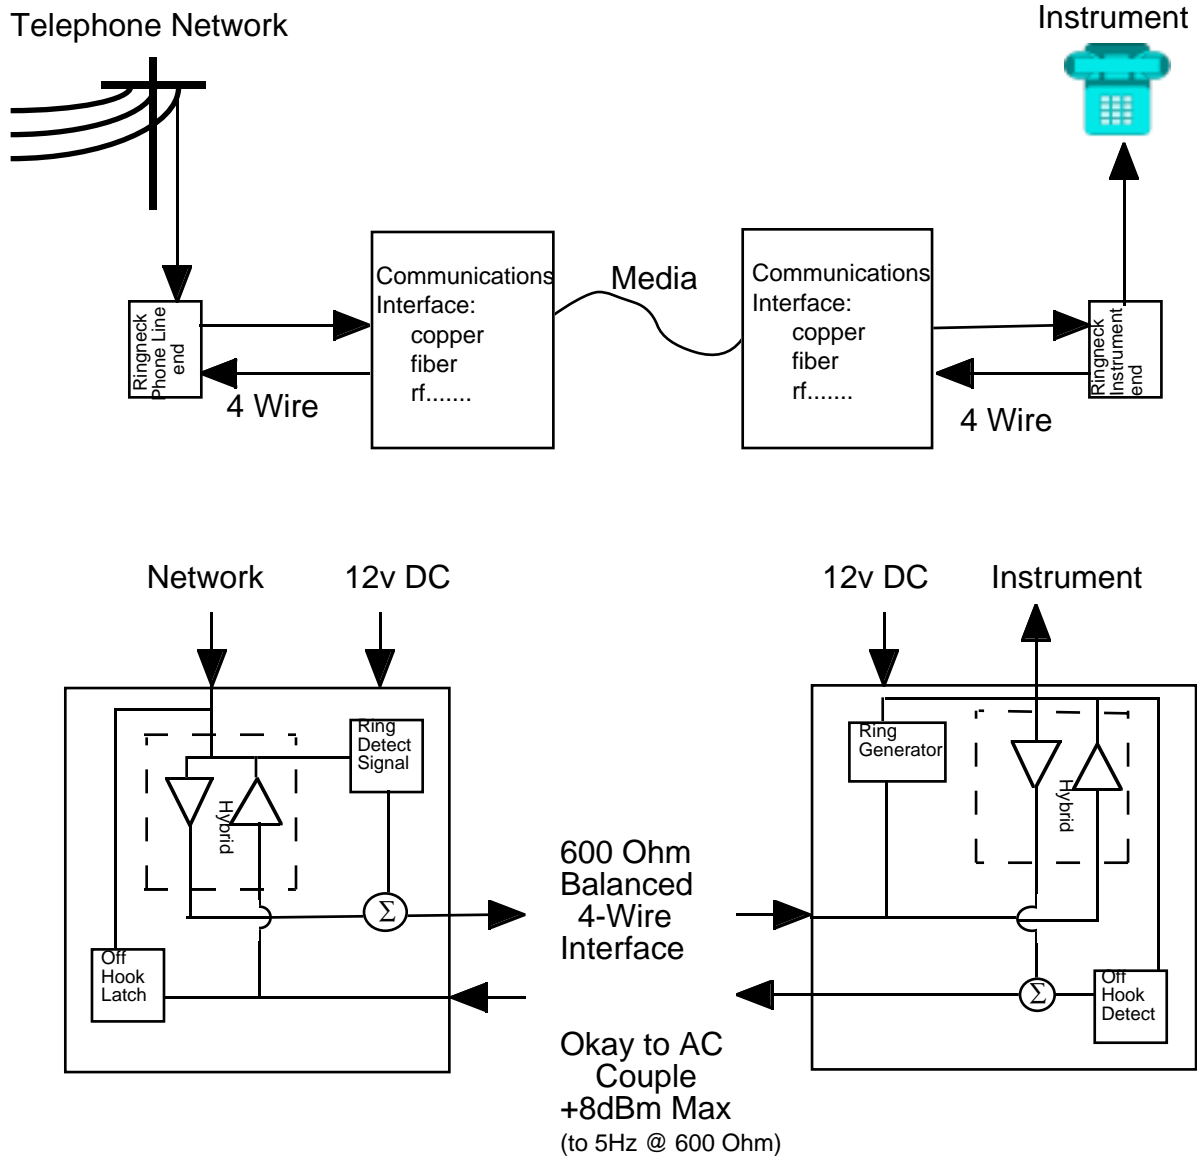 Telephone Network
Instrument
Communications
Interface:
copper
fiber
rf.......
Media
Communications
Interface:
copper
fiber
rf.......
Ringneck
Phone Line
end
4 Wire
Ringneck
Instrument
end
4 Wire
Network
12v DC
12v DC
Instrument
Ring
Detect
Signal
Hybrid
Σ
Off
Hook
Latch
600 Ohm
Balanced
4-Wire
Interface
Okay to AC
Couple
+8dBm Max
(to 5Hz @ 600 Ohm)
Ring
Generator
Hybrid
Σ
Off
Hook
Detect